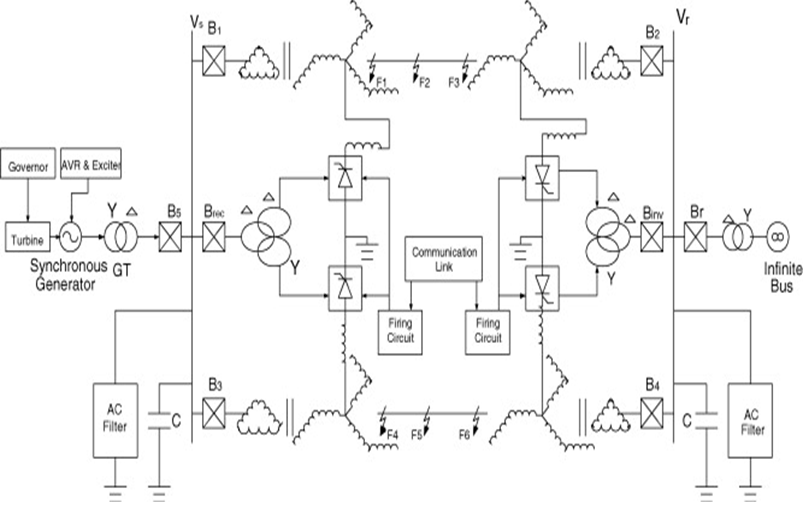 Vs
B1
B2
Vr
F1
F2
F3
Governor
AVR & Exciter
Turbine
Synchronous
Generator
Y
Δ
GT
B5
Brec
Δ
Δ
Y
Communication
Link
Firing
Circuit
Firing
Circuit
Δ
Δ
Y
Binv
Br
Δ
Y
∞
Infinite
Bus
AC
Filter
C
B3
F4
F5
F6
B4
C
AC
Filter